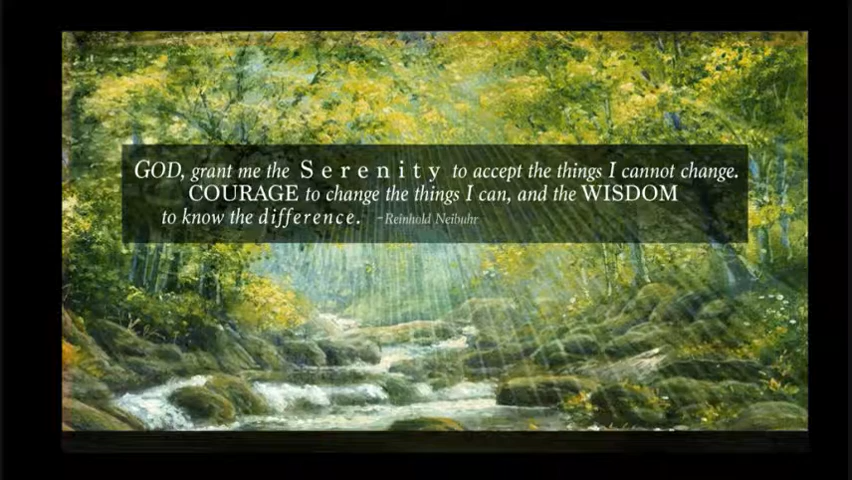 GOD, grant me the Serenity to accept the things I cannot change.
COURAGE to change the things I can, and the WISDOM
to know the difference. -Reinhold Neibuhr